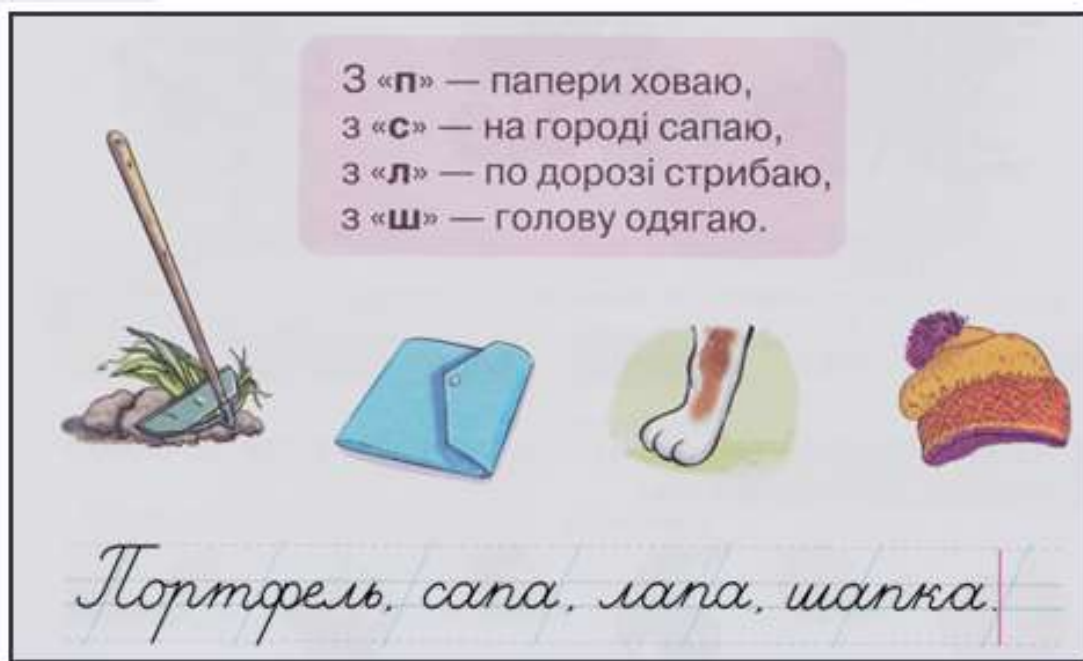 З «п» — папери ховаю,
з «с» — на городі сапаю,
з «л» — по дорозі стрибаю,
з «ш» — голову одягаю.
Портфель, сапа, лапа, шапка.